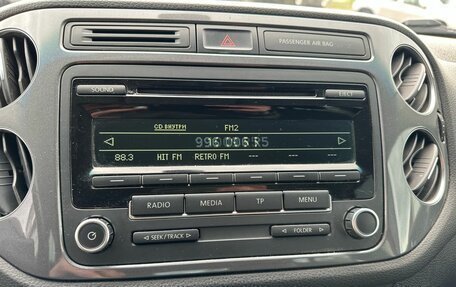 PASSENGER AIR BAG
SOUND
EJECT
CD ВНУТРИ FM2
88.3 HIT FM RETRO FM --- --- ---
RADIO MEDIA TP MENU
◁ SEEK / TRACK ▷
◁ FOLDER ▷